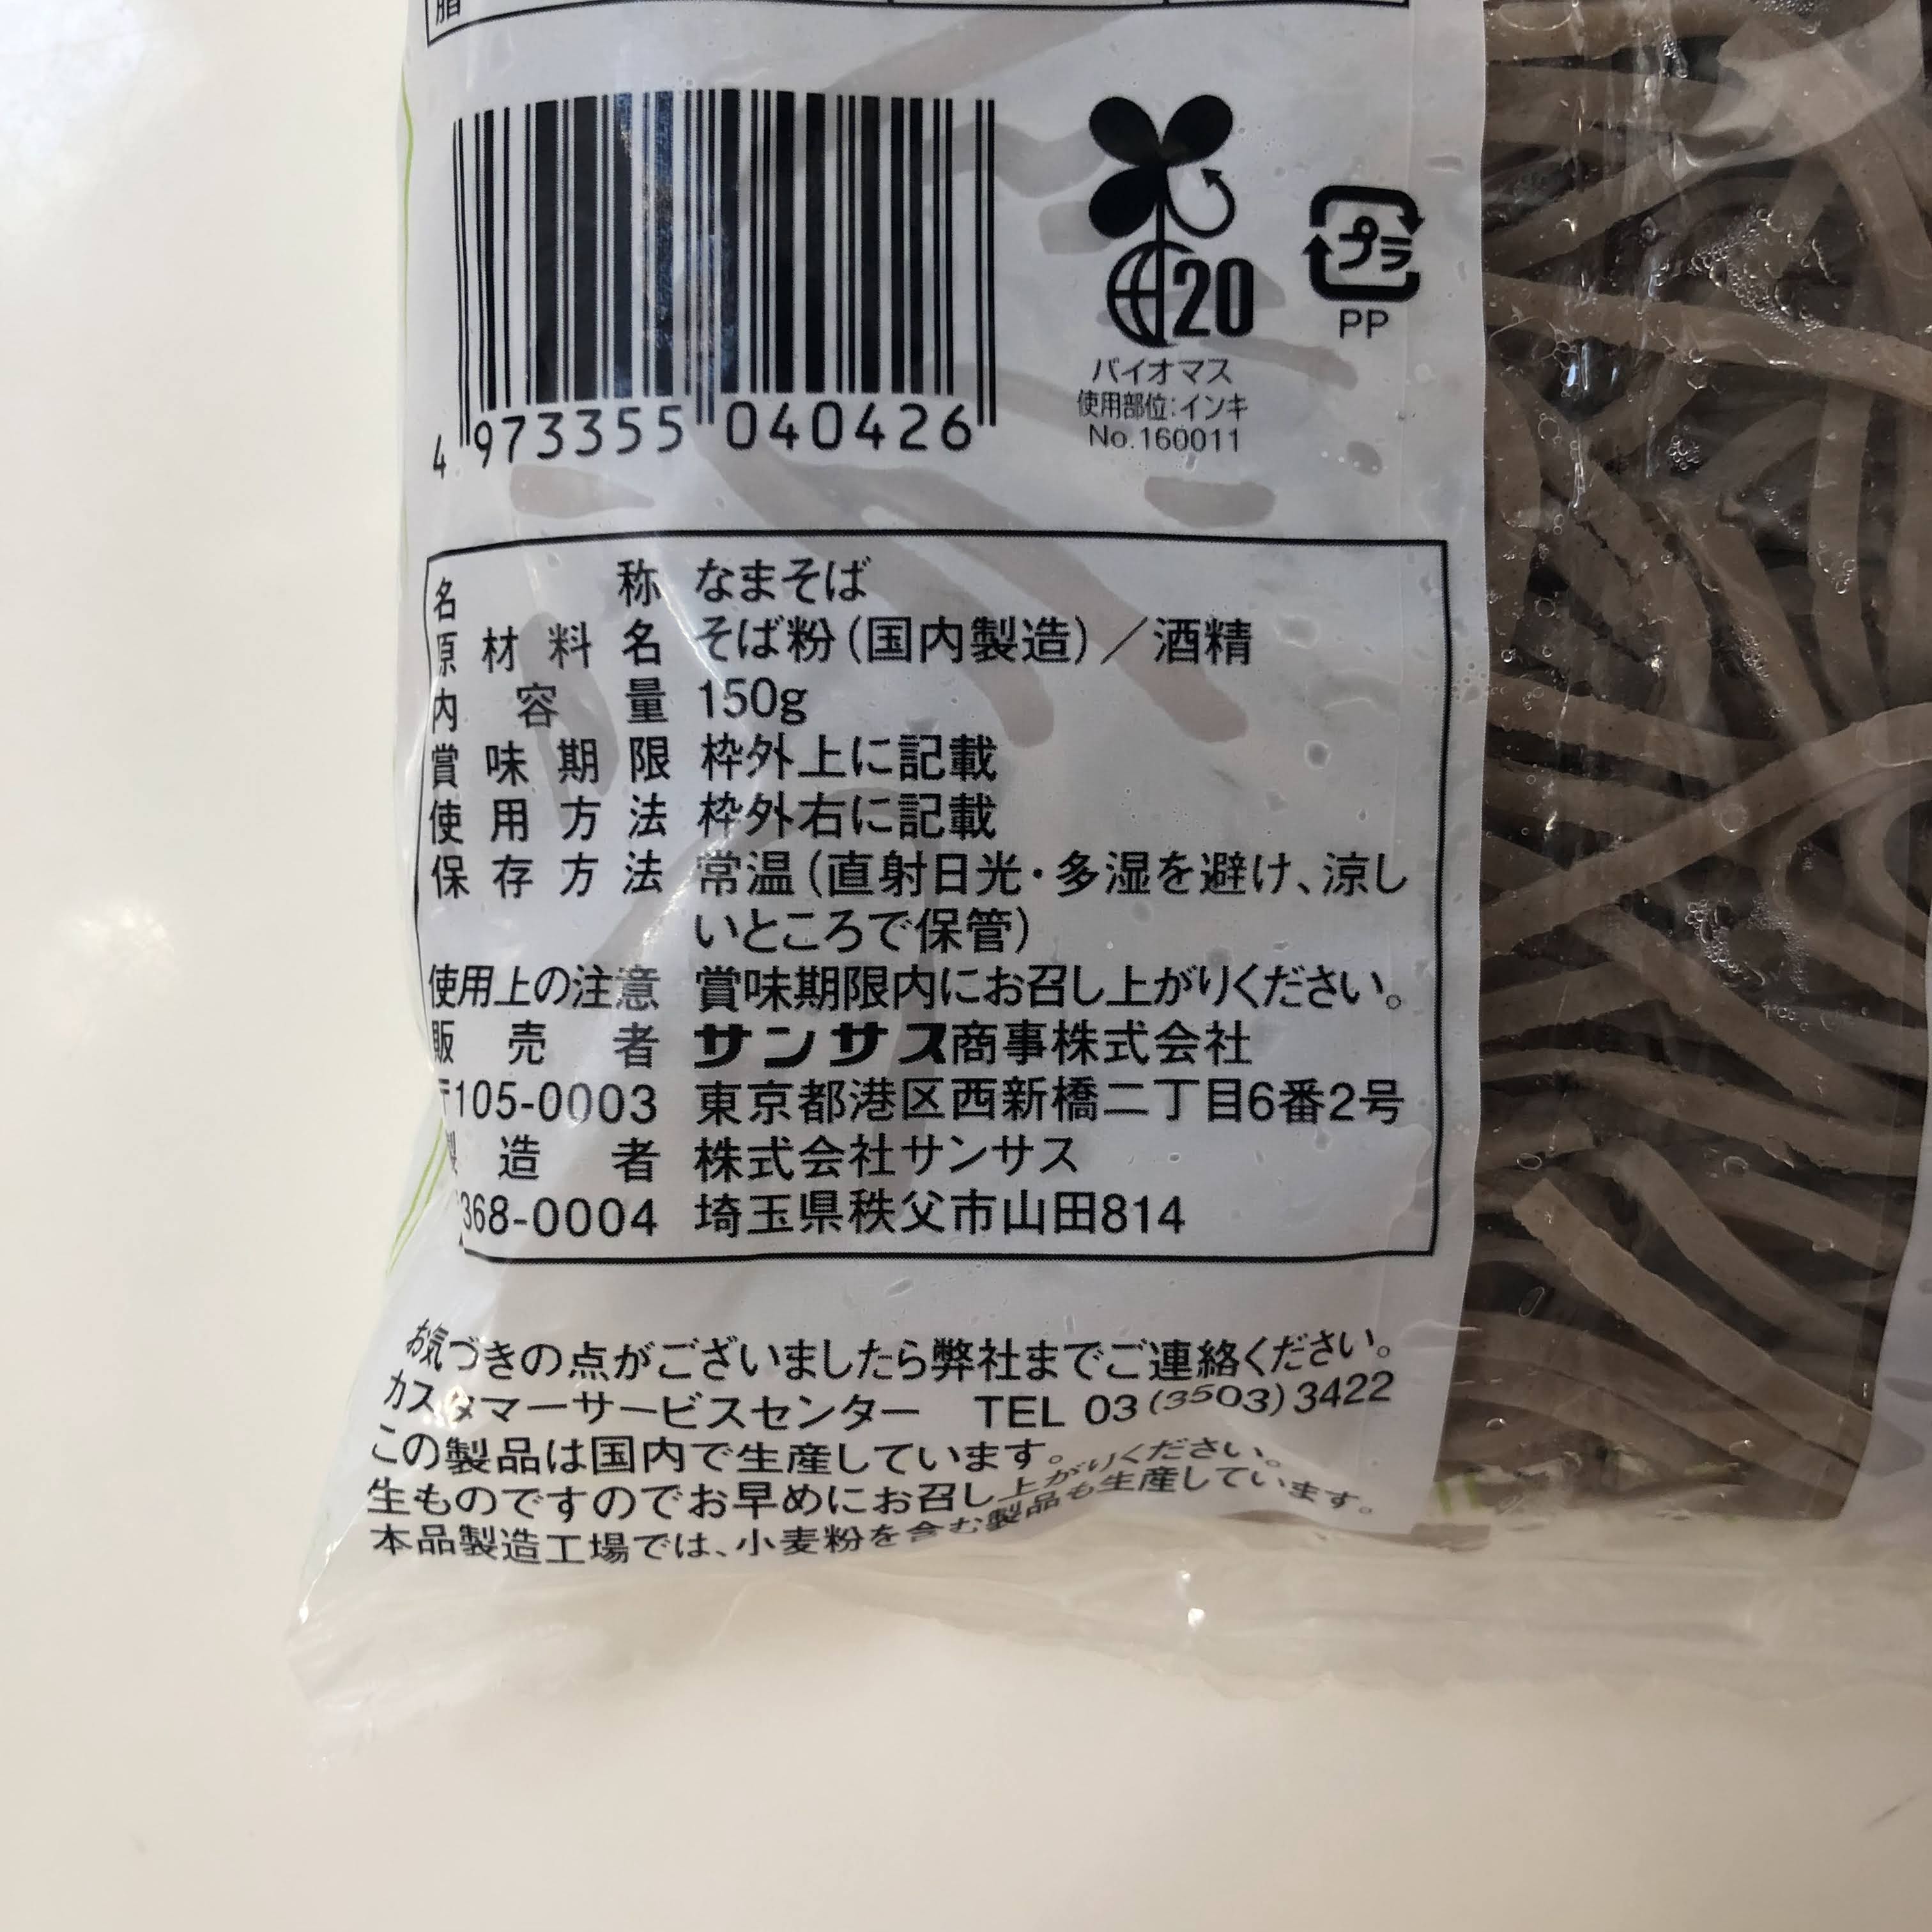 脂
4 973355 040426
20
バイオマス
使用部位:インキ
No.160011
プラ
PP
名称 なまそば
原材料名 そば粉(国内製造)/酒精
内容量 150g
賞味期限 枠外上に記載
使用方法 枠外右に記載
保存方法 常温(直射日光・多湿を避け、涼し
いところで保管)
使用上の注意 賞味期限内にお召し上がりください。
販売者 サンサス商事株式会社
〒105-0003 東京都港区西新橋二丁目6番2号
製造者 株式会社サンサス
368-0004 埼玉県秩父市山田814
お気づきの点がございましたら弊社までご連絡ください。
カスタマーサービスセンター TEL 03(3503)3422
この製品は国内で生産しています。
生ものですのでお早めにお召し上がりください。
本品製造工場では、小麦粉を含む製品も生産しています。